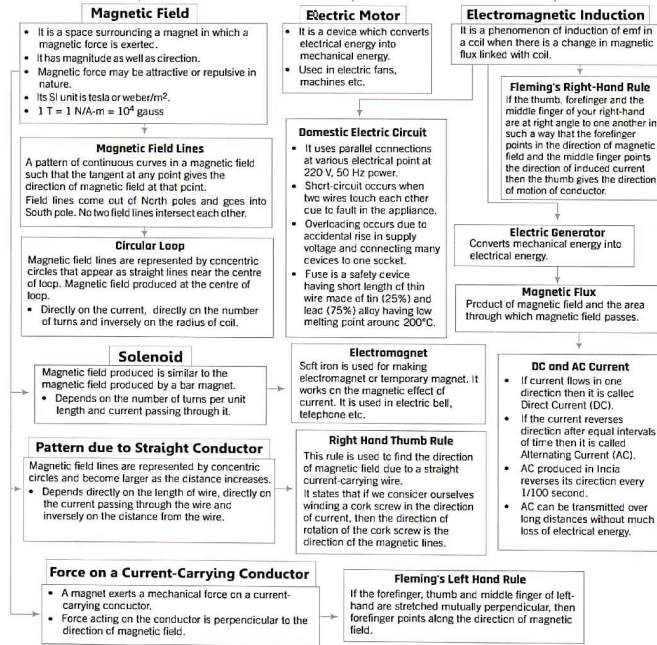 Magnetic Field
• It is a space surrounding a magnet in which a
magnetic force is exerted.
• It has magnitude as well as direction.
• Magnetic force may be attractive or repulsive in
nature.
• Its SI unit is tesla or weber/m².
• 1 T = 1 N/A-m = 10⁴ gauss
Magnetic Field Lines
A pattern of continuous curves in a magnetic field
such that the tangent at any point gives the
direction of magnetic field at that point.
Field lines come out of North poles and goes into
South pole. No two field lines intersect each other.
Circular Loop
Magnetic field lines are represented by concentric
circles that appear as straight lines near the centre
of loop. Magnetic field produced at the centre of
loop.
• Directly on the current, directly on the number
of turns and inversely on the radius of coil.
Solenoid
Magnetic field produced is similar to the
magnetic field produced by a bar magnet.
• Depends on the number of turns per unit
length and current passing through it.
Pattern due to Straight Conductor
Magnetic field lines are represented by concentric
circles and become larger as the distance increases.
• Depends directly on the length of wire, directly on
the current passing through the wire and
inversely on the distance from the wire.
Force on a Current-Carrying Conductor
• A magnet exerts a mechanical force on a current-
carrying conductor.
• Force acting on the conductor is perpendicular to the
direction of magnetic field.
Electric Motor
• It is a device which converts
electrical energy into
mechanical energy.
• Used in electric fans,
machines etc.
Domestic Electric Circuit
• It uses parallel connections
at various electrical point at
220 V, 50 Hz power.
• Short-circuit occurs when
two wires touch each other
cue to fault in the appliance.
• Overloading occurs due to
accidental rise in supply
voltage and connecting many
devices to one socket.
• Fuse is a safety device
having short length of thin
wire made of tin (25%) and
lead (75%) alloy having low
melting point around 200°C.
Electromagnet
Soft iron is used for making
electromagnet or temporary magnet. It
works on the magnetic effect of
current. It is used in electric bell,
telephone etc.
Right Hand Thumb Rule
This rule is used to find the direction
of magnetic field due to a straight
current-carrying wire.
It states that if we consider ourselves
winding a cork screw in the direction
of current, then the direction of
rotation of the cork screw is the
direction of the magnetic lines.
Fleming's Left Hand Rule
If the forefinger, thumb and middle finger of left-
hand are stretched mutually perpendicular, then
forefinger points along the direction of magnetic
field.
Electromagnetic Induction
It is a phenomenon of induction of emf in
a coil when there is a change in magnetic
flux linked with coil.
Fleming's Right-Hand Rule
If the thumb, forefinger and the
middle finger of your right-hand
are at right angle to one another in
such a way that the forefinger
points in the direction of magnetic
field and the middle finger points
the direction of induced current
then the thumb gives the direction
of motion of conductor.
Electric Generator
Converts mechanical energy into
electrical energy.
Magnetic Flux
Product of magnetic field and the area
through which magnetic field passes.
DC and AC Current
• If current flows in one
direction then it is called
Direct Current (DC).
• If the current reverses
direction after equal intervals
of time then it is called
Alternating Current (AC).
• AC produced in Incia
reverses its direction every
1/100 second.
• AC can be transmitted over
long distances without much
loss of electrical energy.